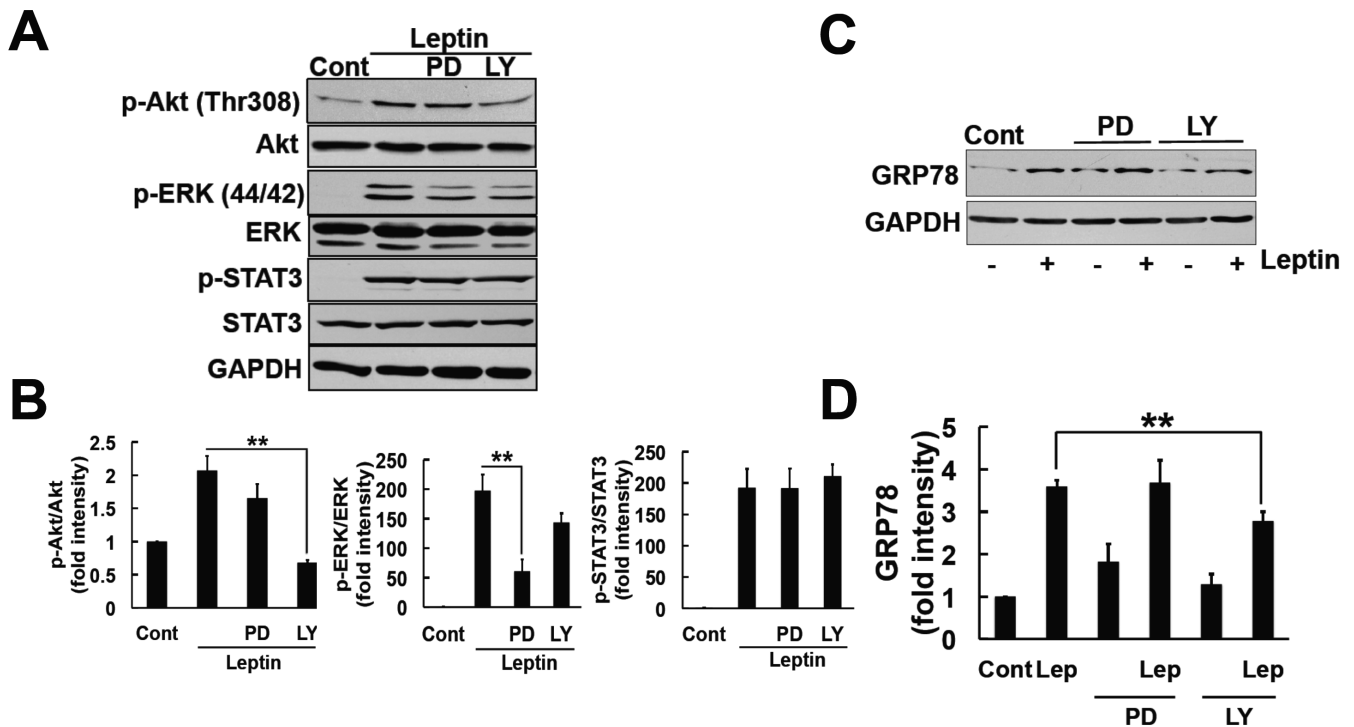 A
Leptin
Cont PD LY
p-Akt (Thr308)
Akt
p-ERK (44/42)
ERK
p-STAT3
STAT3
GAPDH
B
p-Akt/Akt
(fold intensity)
2.5
2
1.5
1
0.5
0
**
Cont PD LY
Leptin
p-ERK/ERK
(fold intensity)
250
200
150
100
50
0
**
Cont PD LY
Leptin
p-STAT3/STAT3
(fold intensity)
250
200
150
100
50
0
Cont PD LY
Leptin
C
Cont PD LY
GRP78
GAPDH
- + - + - + Leptin
D
GRP78
(fold intensity)
5
4
3
2
1
0
**
Cont Lep Lep Lep
PD LY